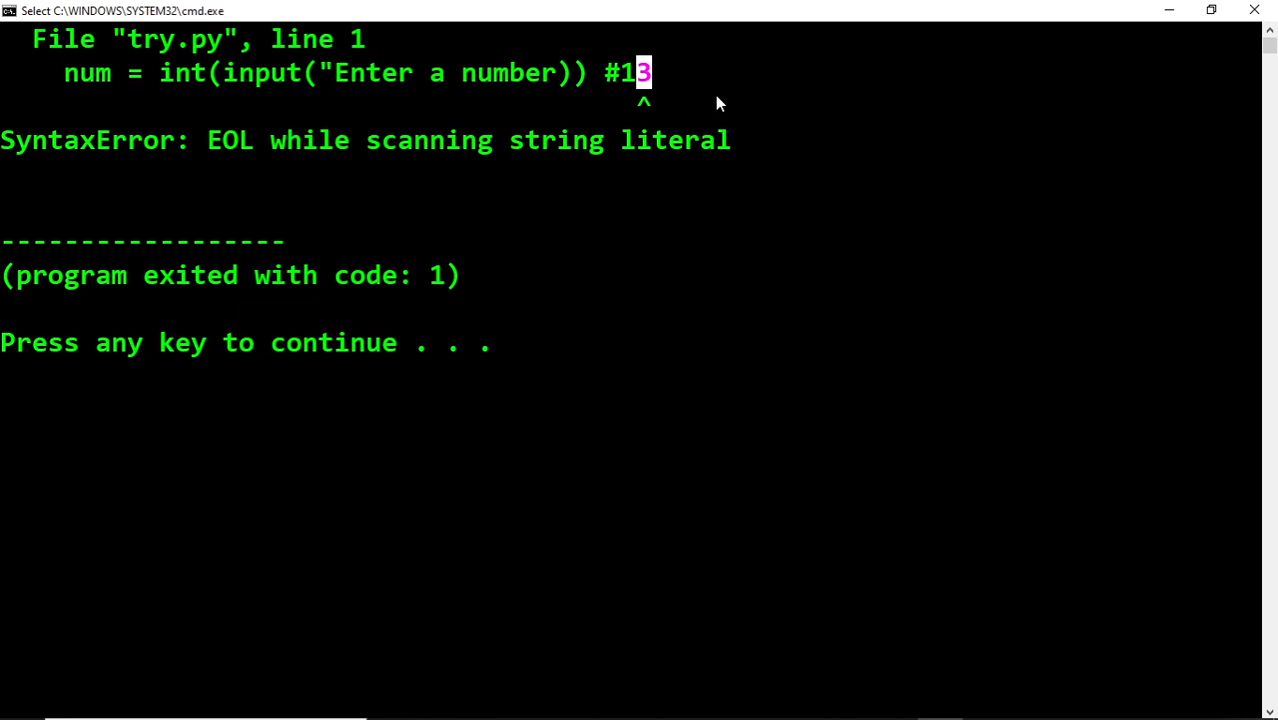 Select C:\WINDOWS\SYSTEM32\cmd.exe
File "try.py", line 1
num = int(input("Enter a number)) #13
^
SyntaxError: EOL while scanning string literal
------------------
(program exited with code: 1)
Press any key to continue . . .